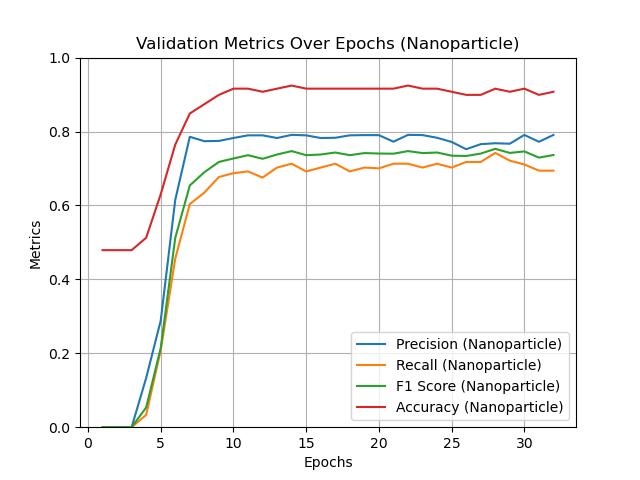 Validation Metrics Over Epochs (Nanoparticle)
1.0
0.8
0.6
0.4
0.2
0.0
Metrics
0 5 10 15 20 25 30
Epochs
Precision (Nanoparticle)
Recall (Nanoparticle)
F1 Score (Nanoparticle)
Accuracy (Nanoparticle)